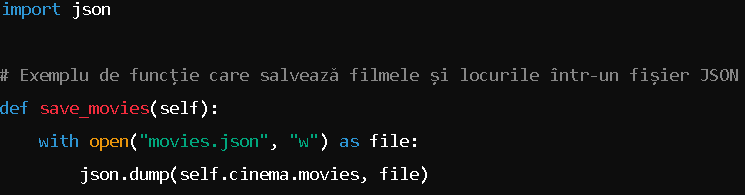 import json
# Exemplu de funcție care salvează filmele și locurile într-un fișier JSON
def save_movies(self):
    with open("movies.json", "w") as file:
        json.dump(self.cinema.movies, file)